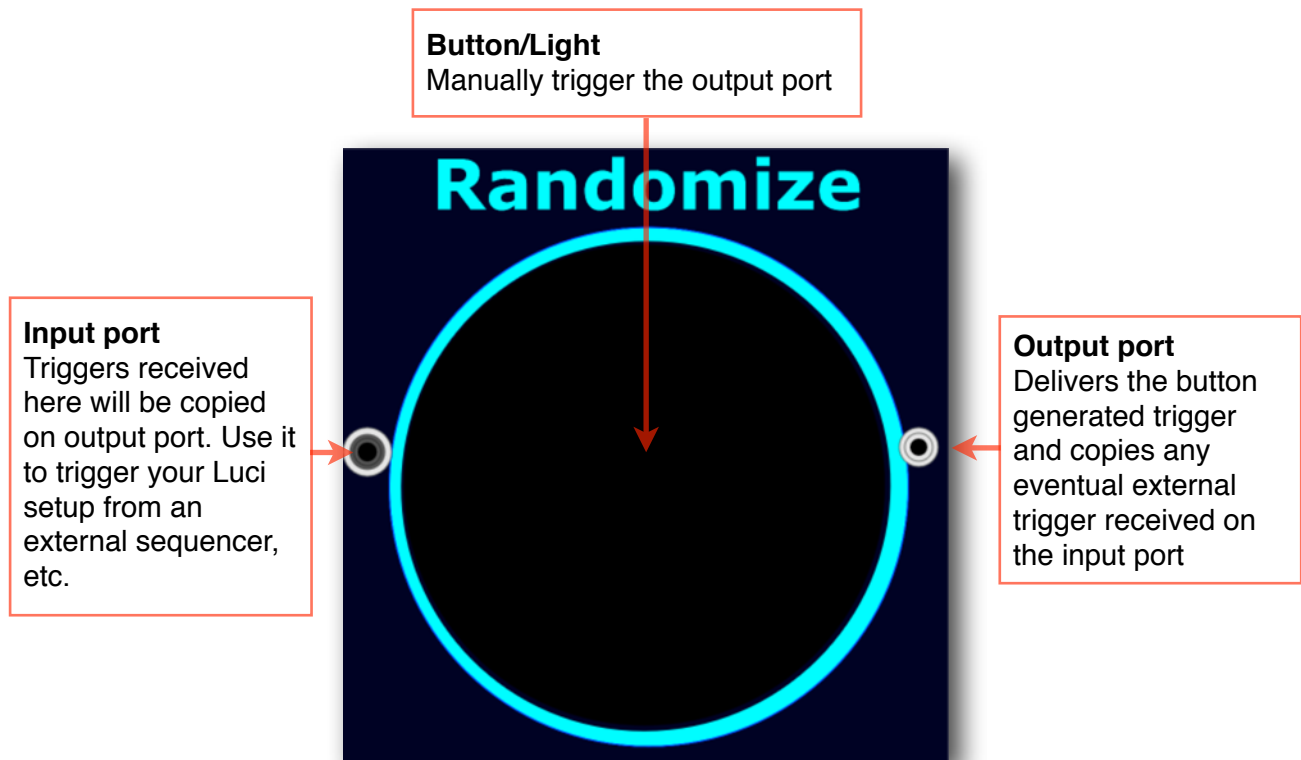 Button/Light
Manually trigger the output port
Randomize
Input port
Triggers received
here will be copied
on output port. Use it
to trigger your Luci
setup from an
external sequencer,
etc.
Output port
Delivers the button
generated trigger
and copies any
eventual external
trigger received on
the input port